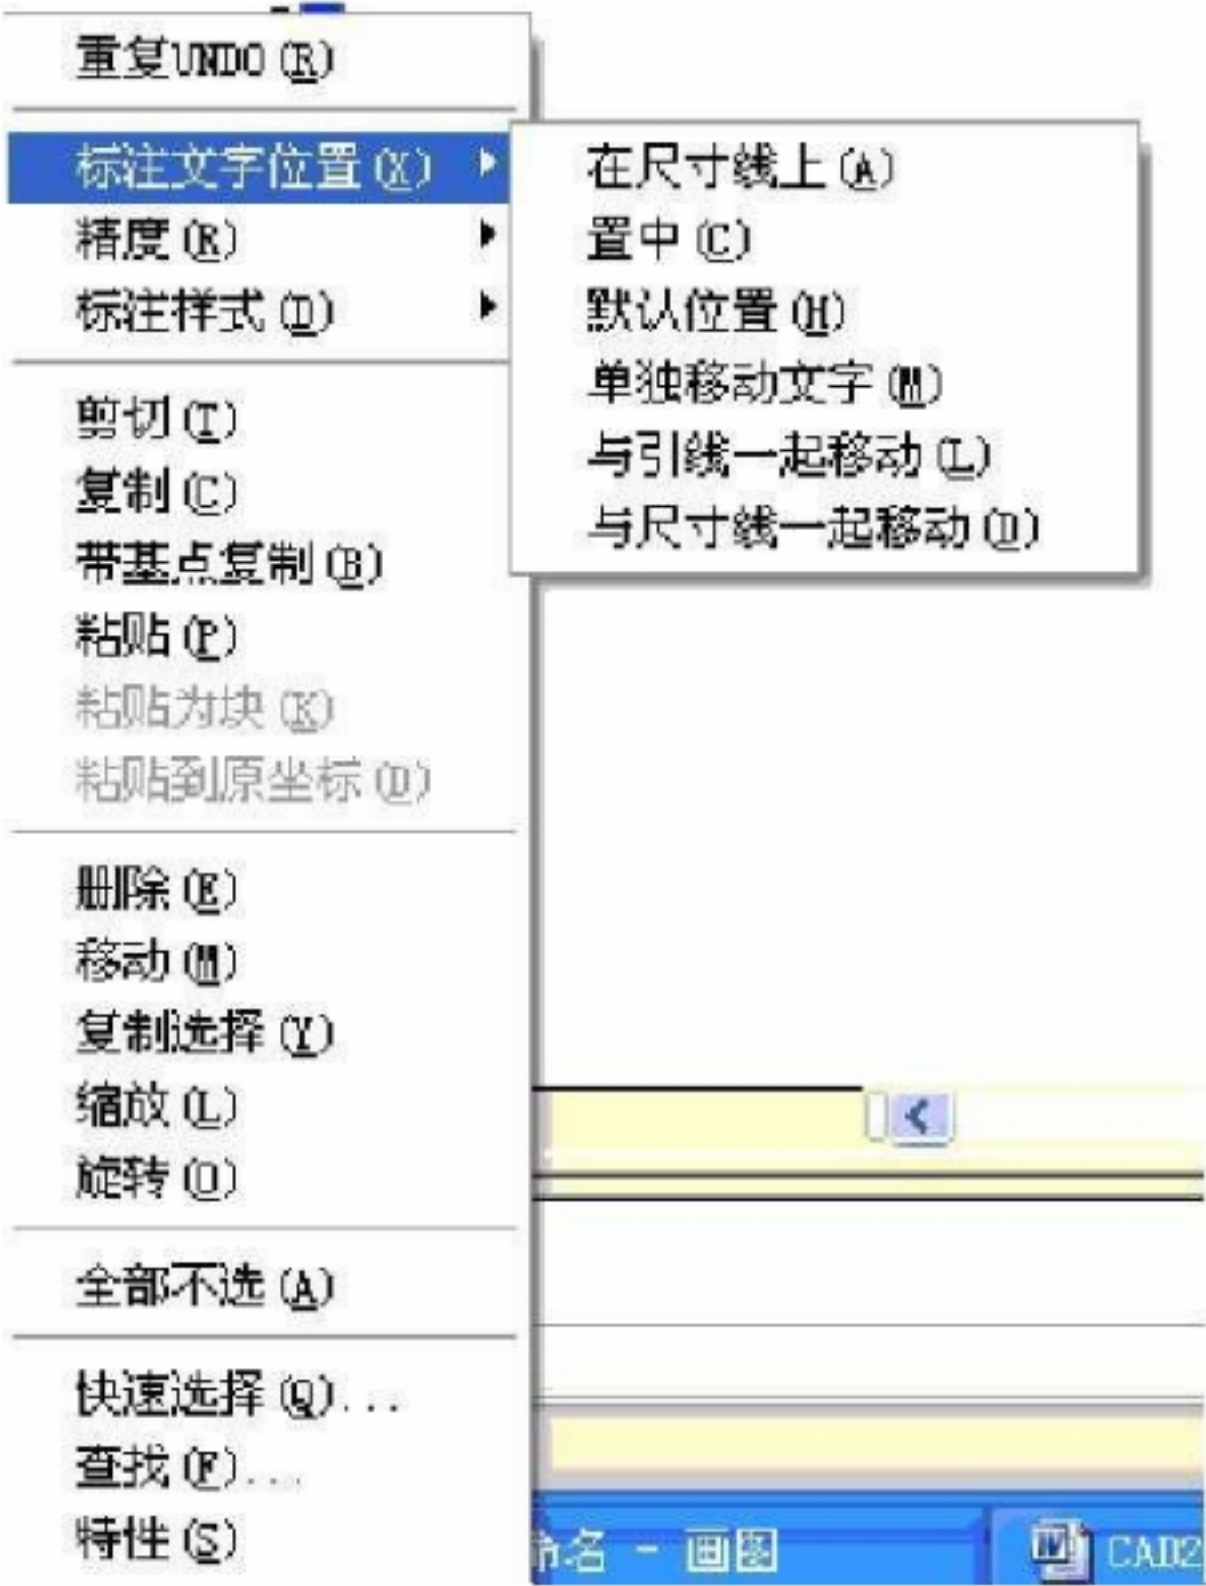 重复UNDO(R)
标注文字位置(X)
精度(R)
标注样式(D)
在尺寸线上(A)
置中(C)
默认位置(H)
单独移动文字(M)
与引线一起移动(L)
与尺寸线一起移动(D)
剪切(T)
复制(C)
带基点复制(B)
粘贴(P)
粘贴为块(K)
粘贴到原坐标(D)
删除(E)
移动(M)
复制选择(Y)
缩放(L)
旋转(O)
全部不选(A)
快速选择(Q)...
查找(F)...
特性(S)
命名 - 画图
CAD2